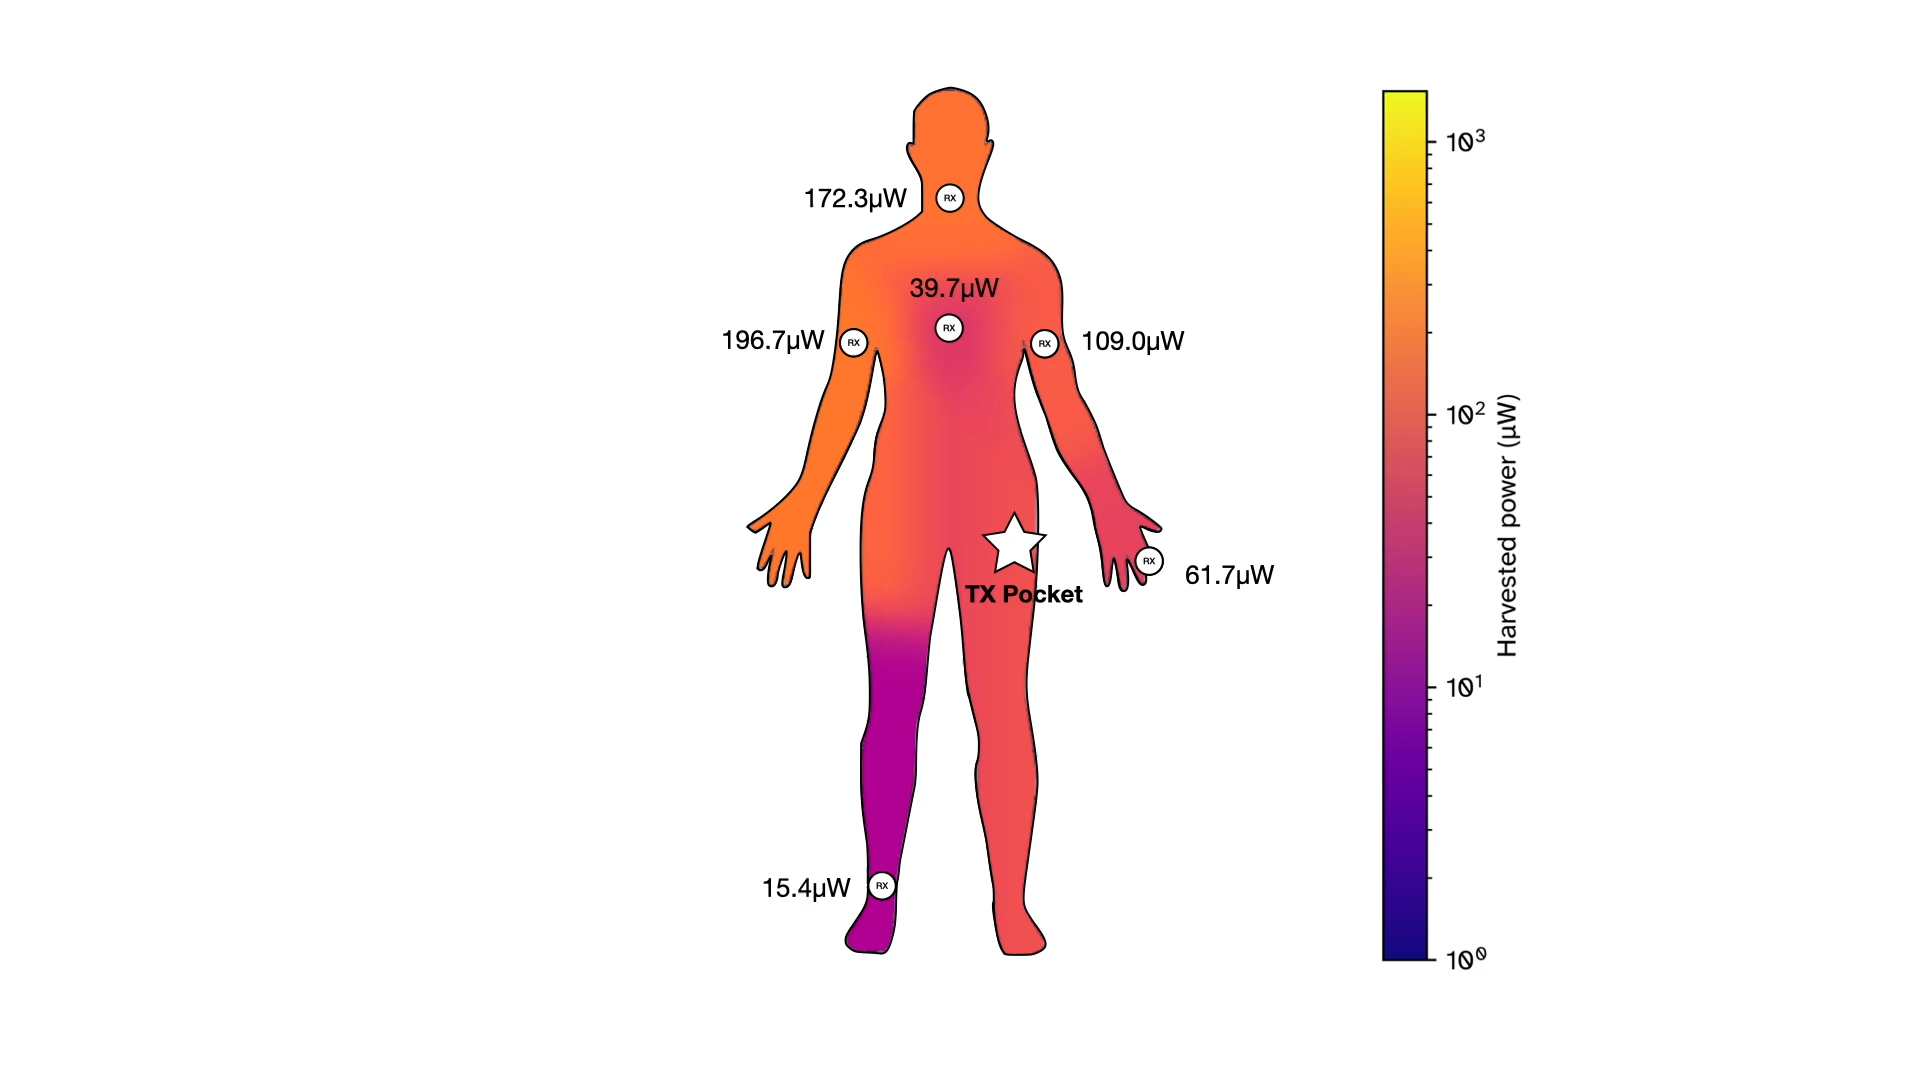 10³
172.3µW
RX
39.7µW
RX
196.7µW
RX
RX
109.0µW
10²
Harvested power (µW)
RX
61.7µW
TX Pocket
10¹
15.4µW
RX
10⁰